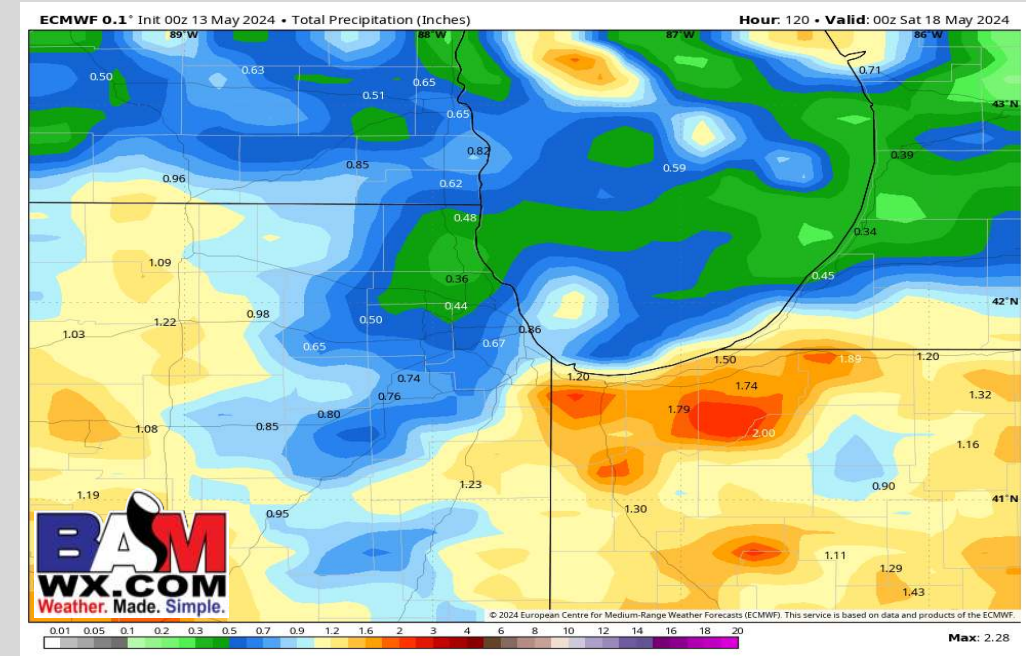 ECMWF 0.1° Init 00z 13 May 2024 • Total Precipitation (Inches)
Hour: 120 • Valid: 00z Sat 18 May 2024
89°W 88°W 87°W 86°W
0.50 0.63 0.65 0.71
0.51
0.65
43°N
0.82 0.59 0.39
0.96 0.85 0.62
0.48
0.34
1.09 0.36 0.45
42°N
1.03 1.22 0.98 0.50 0.44
0.65 0.67 0.86
1.50 1.89 1.20
0.74 1.20 1.74
0.76 1.32
0.80 1.79
1.08 0.85 2.00 1.16
1.23 0.90
1.19 41°N
0.95 1.30
1.11
1.29
1.43
BAM
WX.COM
Weather. Made. Simple.
© 2024 European Centre for Medium-Range Weather Forecasts (ECMWF). This service is based on data and products of the ECMWF.
0.01 0.05 0.1 0.2 0.3 0.5 0.7 0.9 1.2 1.6 2 3 4 6 8 10 12 14 16 18 20
Max: 2.28